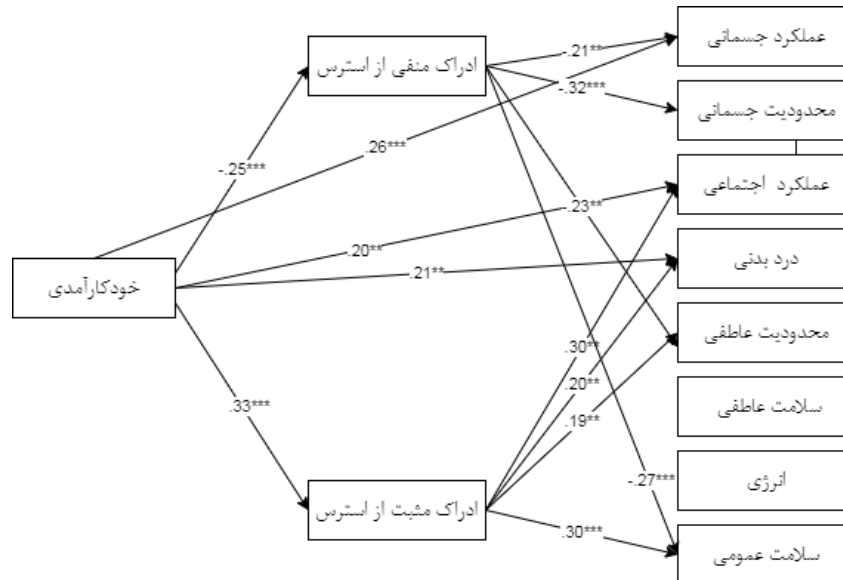 عملکرد جسمانی
ادراک منفی از استرس
-.21**
-.32***
محدودیت جسمانی
.26***
-.25***
عملکرد اجتماعی
.23**
.20**
درد بدنی
.21**
خودکارآمدی
محدودیت عاطفی
.30**
.20**
سلامت عاطفی
.33***
.19**
-.27***
انرژی
ادراک مثبت از استرس
.30***
سلامت عمومی